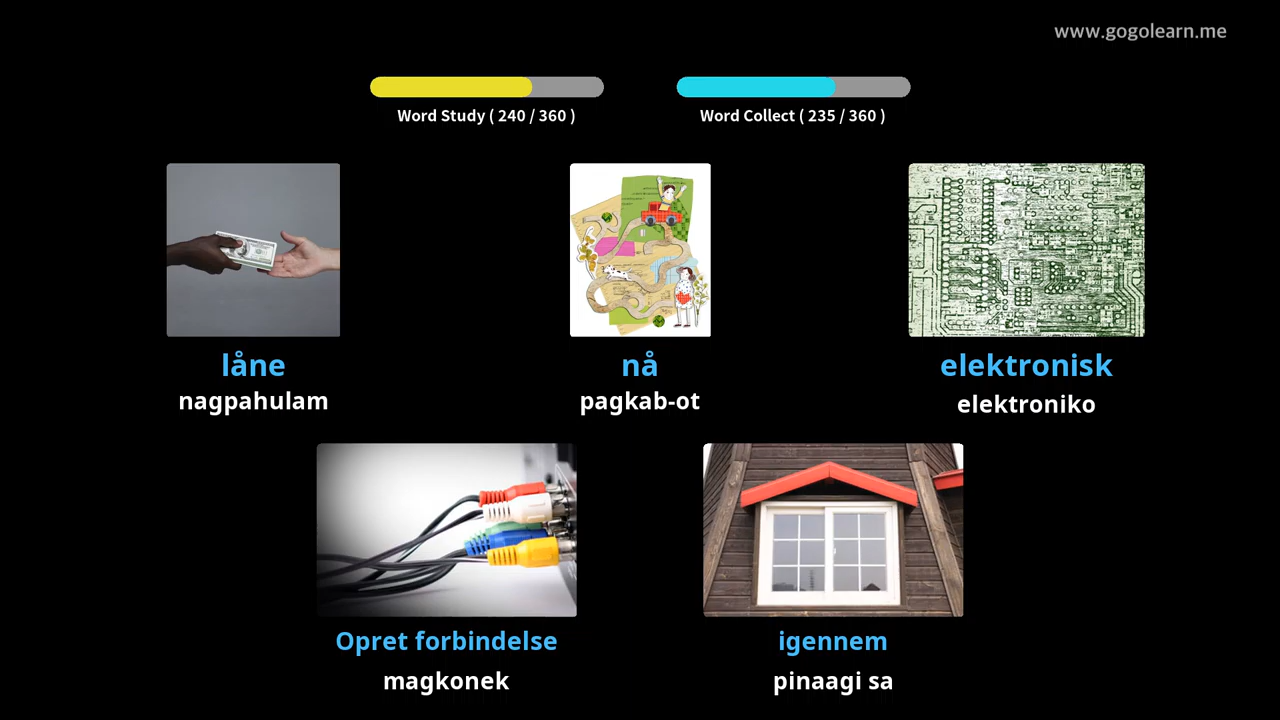 www.gogolearn.me
Word Study ( 240 / 360 )
Word Collect ( 235 / 360 )
låne
nagpahulam
nå
pagkab-ot
elektronisk
elektroniko
Opret forbindelse
magkonek
igennem
pinaagi sa